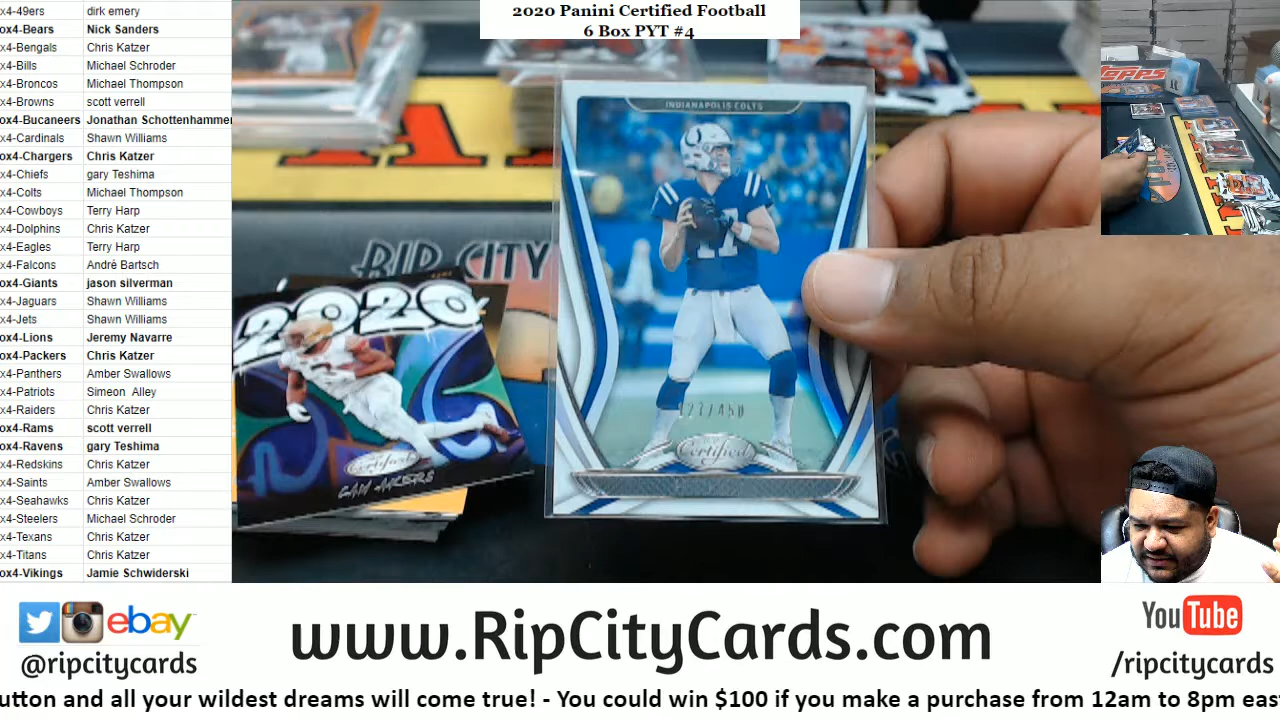 2020 Panini Certified Football
6 Box PYT #4
x4-49ers dirk emery
ox4-Bears Nick Sanders
x4-Bengals Chris Katzer
x4-Bills Michael Schroder
x4-Broncos Michael Thompson
x4-Browns scott verrell
ox4-Bucaneers Jonathan Schottenhammer
x4-Cardinals Shawn Williams
ox4-Chargers Chris Katzer
x4-Chiefs gary Teshima
x4-Colts Michael Thompson
x4-Cowboys Terry Harp
x4-Dolphins Chris Katzer
x4-Eagles Terry Harp
x4-Falcons Andrè Bartsch
ox4-Giants jason silverman
x4-Jaguars Shawn Williams
x4-Jets Shawn Williams
ox4-Lions Jeremy Navarre
ox4-Packers Chris Katzer
x4-Panthers Amber Swallows
x4-Patriots Simeon Alley
x4-Raiders Chris Katzer
ox4-Rams scott verrell
ox4-Ravens gary Teshima
x4-Redskins Chris Katzer
x4-Saints Amber Swallows
x4-Seahawks Chris Katzer
x4-Steelers Michael Schroder
x4-Texans Chris Katzer
x4-Titans Chris Katzer
ox4-Vikings Jamie Schwiderski
INDIANAPOLIS COLTS
17
Certified
RIP CITY
2020
Certified
CAM AKERS
TOPPS
ebay
@ripcitycards
www.RipCityCards.com
YouTube
/ripcitycards
utton and all your wildest dreams will come true! - You could win $100 if you make a purchase from 12am to 8pm eas